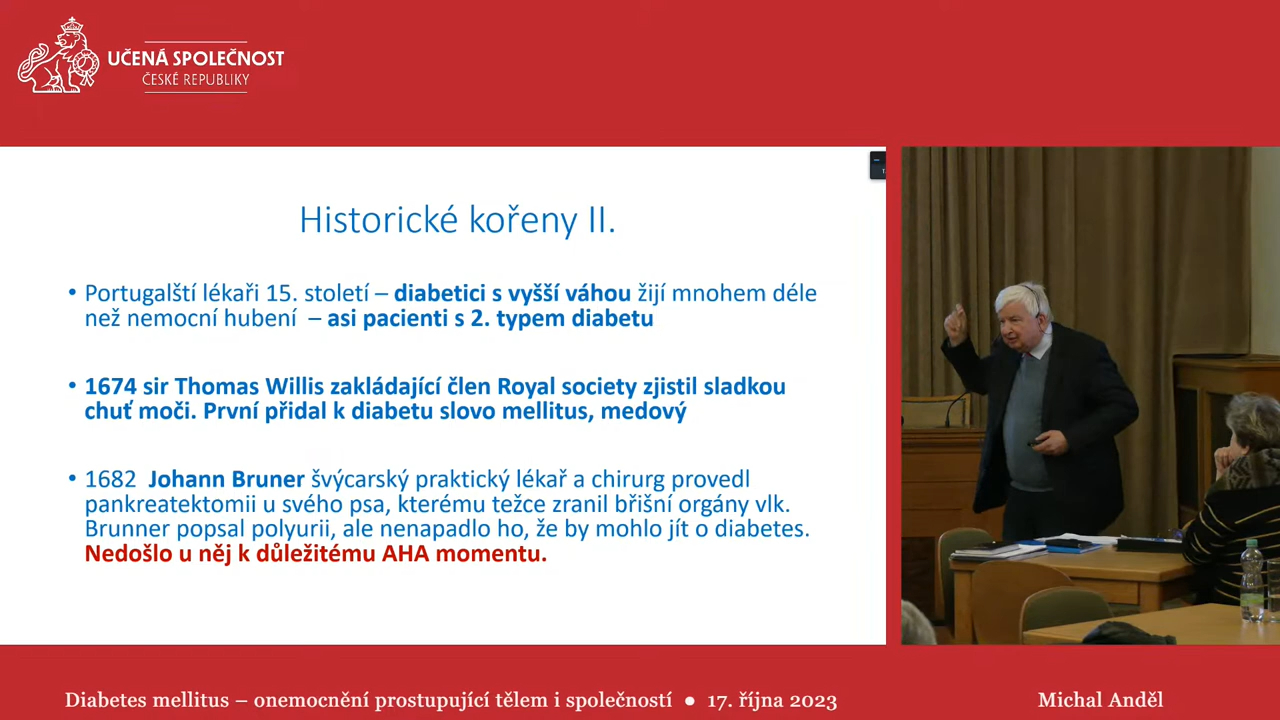 UČENÁ SPOLEČNOST
ČESKÉ REPUBLIKY
Historické kořeny II.
• Portugalští lékaři 15. století – diabetici s vyšší váhou žijí mnohem déle
než nemocní hubení – asi pacienti s 2. typem diabetu
• 1674 sir Thomas Willis zakládající člen Royal society zjistil sladkou
chuť moči. První přidal k diabetu slovo mellitus, medový
• 1682 Johann Bruner švýcarský praktický lékař a chirurg provedl
pankreatektomii u svého psa, kterému težce zranil břišní orgány vlk.
Brunner popsal polyurii, ale nenapadlo ho, že by mohlo jít o diabetes.
Nedošlo u něj k důležitému AHA momentu.
Diabetes mellitus – onemocnění prostupující tělem i společností ● 17. října 2023
Michal Anděl